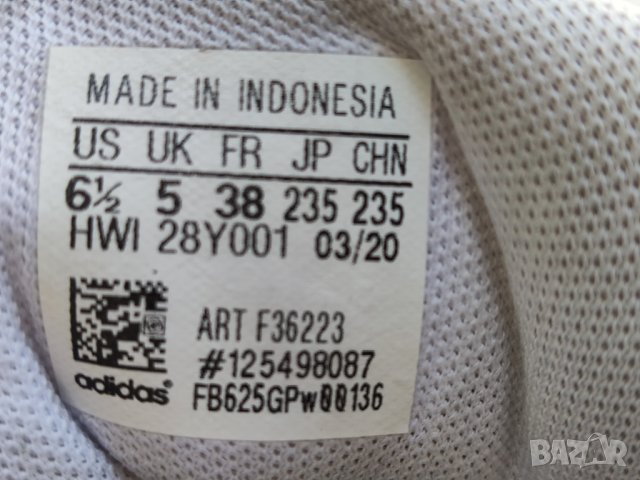 MADE IN INDONESIA
US UK FR JP CHN
6½ 5 38 235 235
HWI 28Y001 03/20
ART F36223
#125498087
adidas®
FB625GPw00136
BAZAR